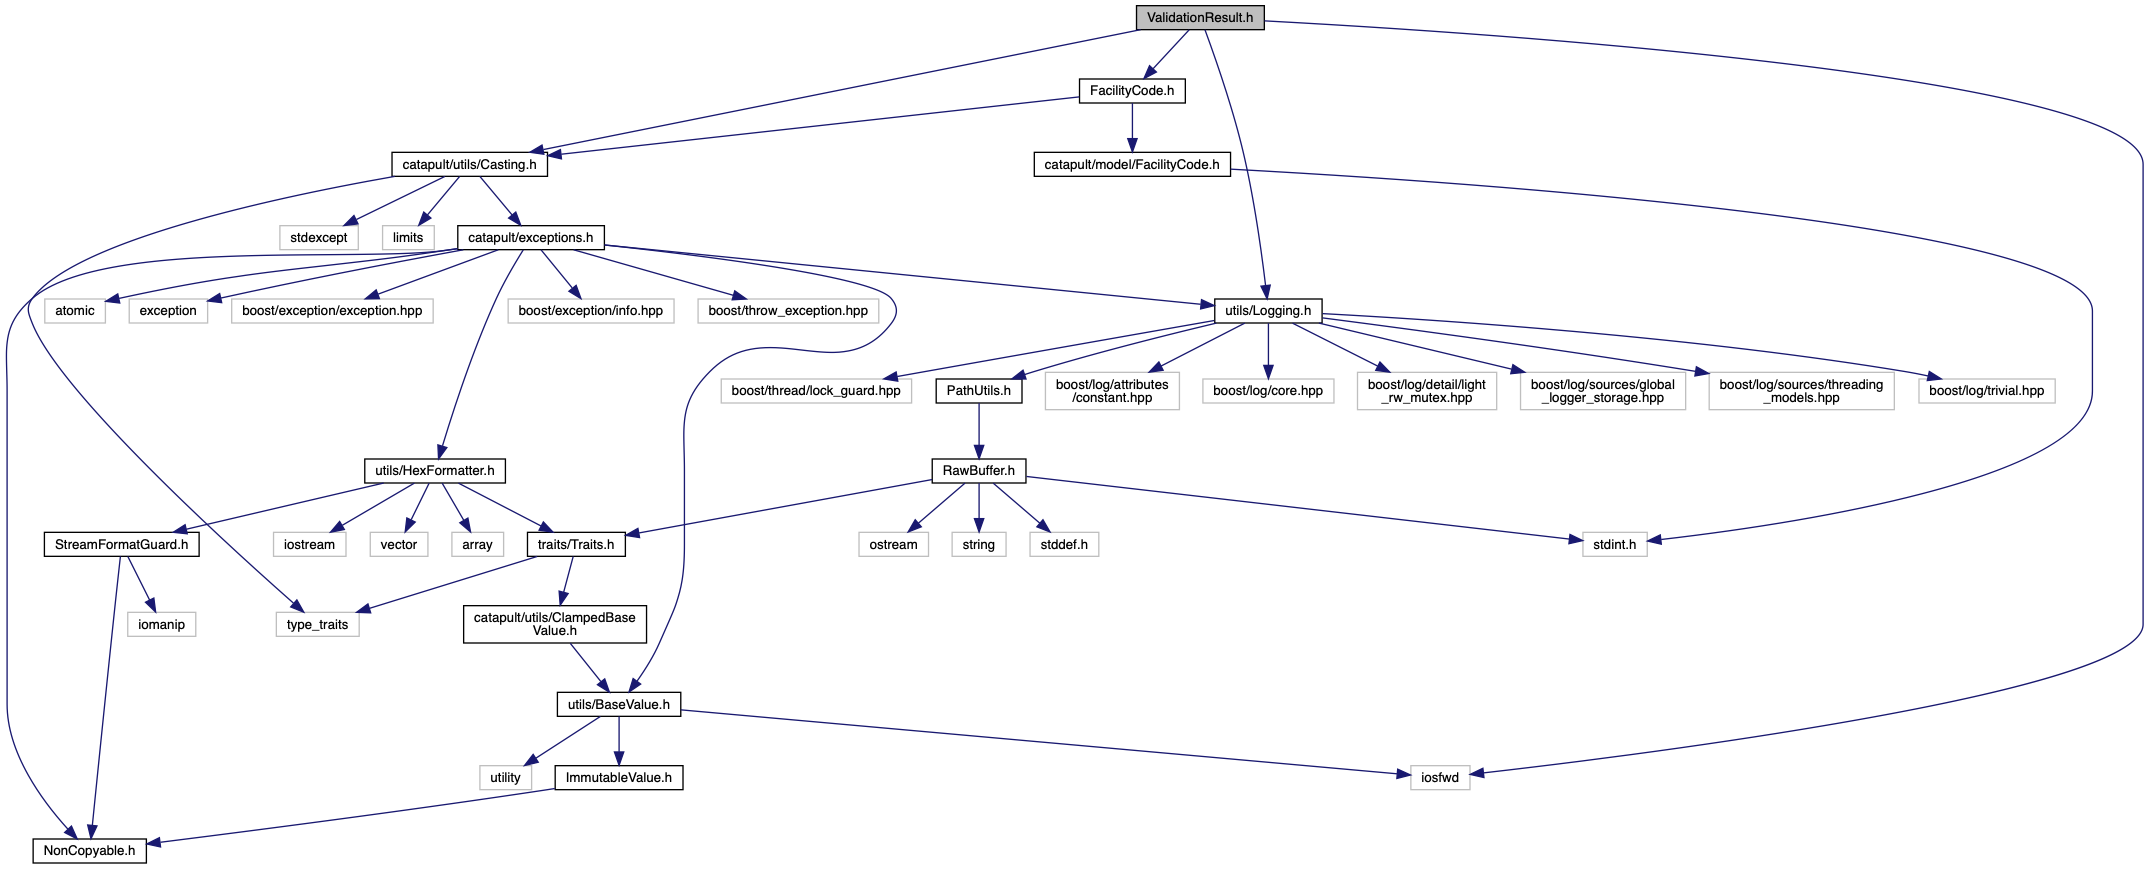 ValidationResult.h
FacilityCode.h
catapult/utils/Casting.h
catapult/model/FacilityCode.h
stdexcept
limits
catapult/exceptions.h
atomic
exception
boost/exception/exception.hpp
boost/exception/info.hpp
boost/throw_exception.hpp
utils/Logging.h
boost/thread/lock_guard.hpp
PathUtils.h
boost/log/attributes
/constant.hpp
boost/log/core.hpp
boost/log/detail/light
_rw_mutex.hpp
boost/log/sources/global
_logger_storage.hpp
boost/log/sources/threading
_models.hpp
boost/log/trivial.hpp
utils/HexFormatter.h
RawBuffer.h
StreamFormatGuard.h
iostream
vector
array
traits/Traits.h
ostream
string
stddef.h
stdint.h
iomanip
type_traits
catapult/utils/ClampedBase
Value.h
utils/BaseValue.h
utility
ImmutableValue.h
iosfwd
NonCopyable.h